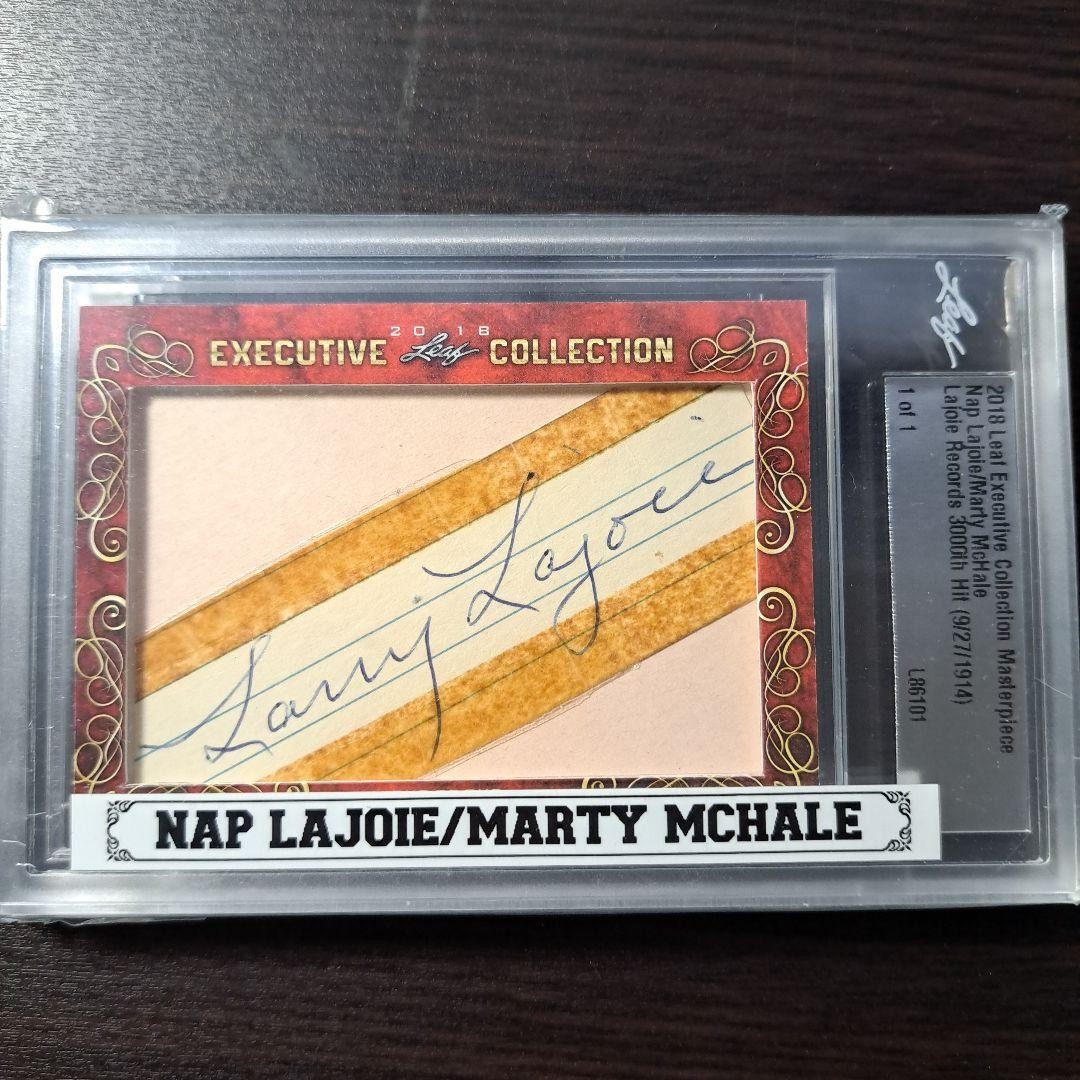 2018
EXECUTIVE Leaf COLLECTION
Larry Lajoie
NAP LAJOIE/MARTY MCHALE
Leaf
2018 Leaf Executive Collection Masterpiece
Nap Lajoie/Marty McHale
Lajoie Records 3000th Hit (9/27/1914)
1 of 1
L86101